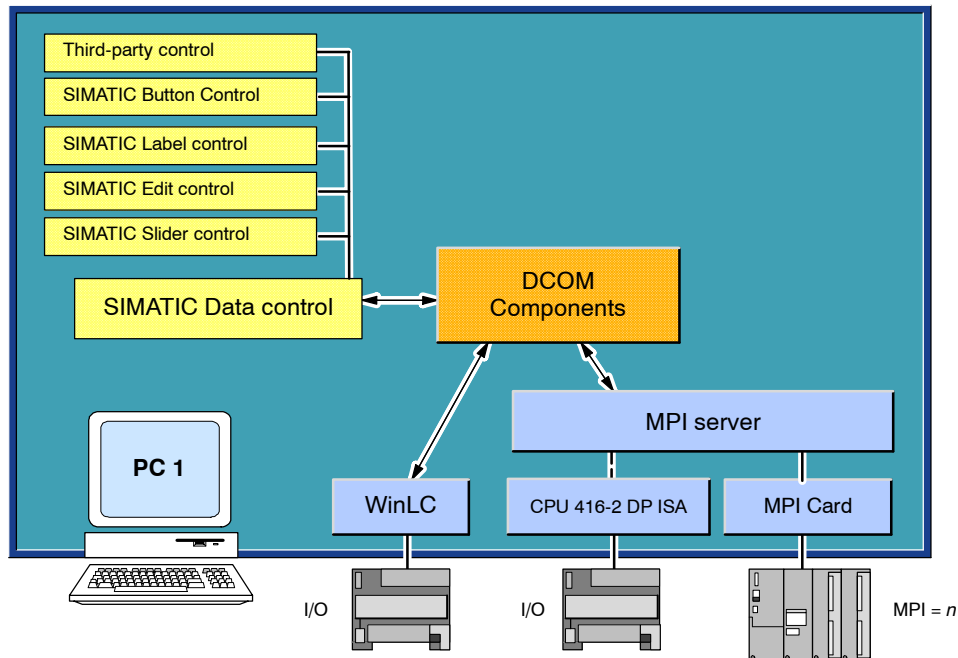 Third-party control
SIMATIC Button Control
SIMATIC Label control
SIMATIC Edit control
SIMATIC Slider control
SIMATIC Data control
DCOM
Components
MPI server
PC 1
WinLC
CPU 416-2 DP ISA
MPI Card
I/O
I/O
MPI = n